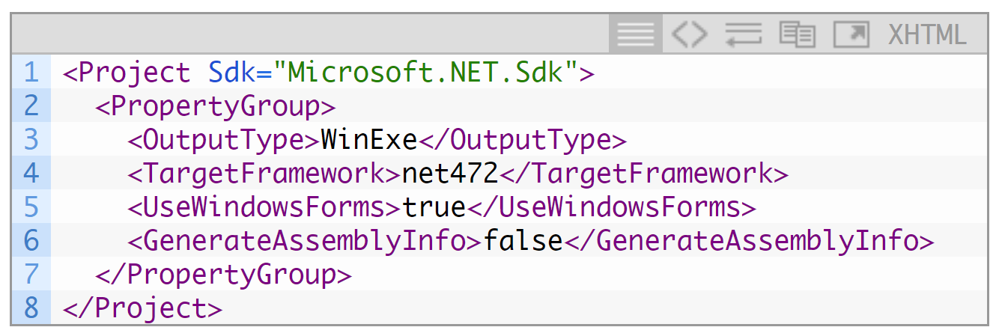 XHTML
1 <Project Sdk="Microsoft.NET.Sdk">
2   <PropertyGroup>
3     <OutputType>WinExe</OutputType>
4     <TargetFramework>net472</TargetFramework>
5     <UseWindowsForms>true</UseWindowsForms>
6     <GenerateAssemblyInfo>false</GenerateAssemblyInfo>
7   </PropertyGroup>
8 </Project>